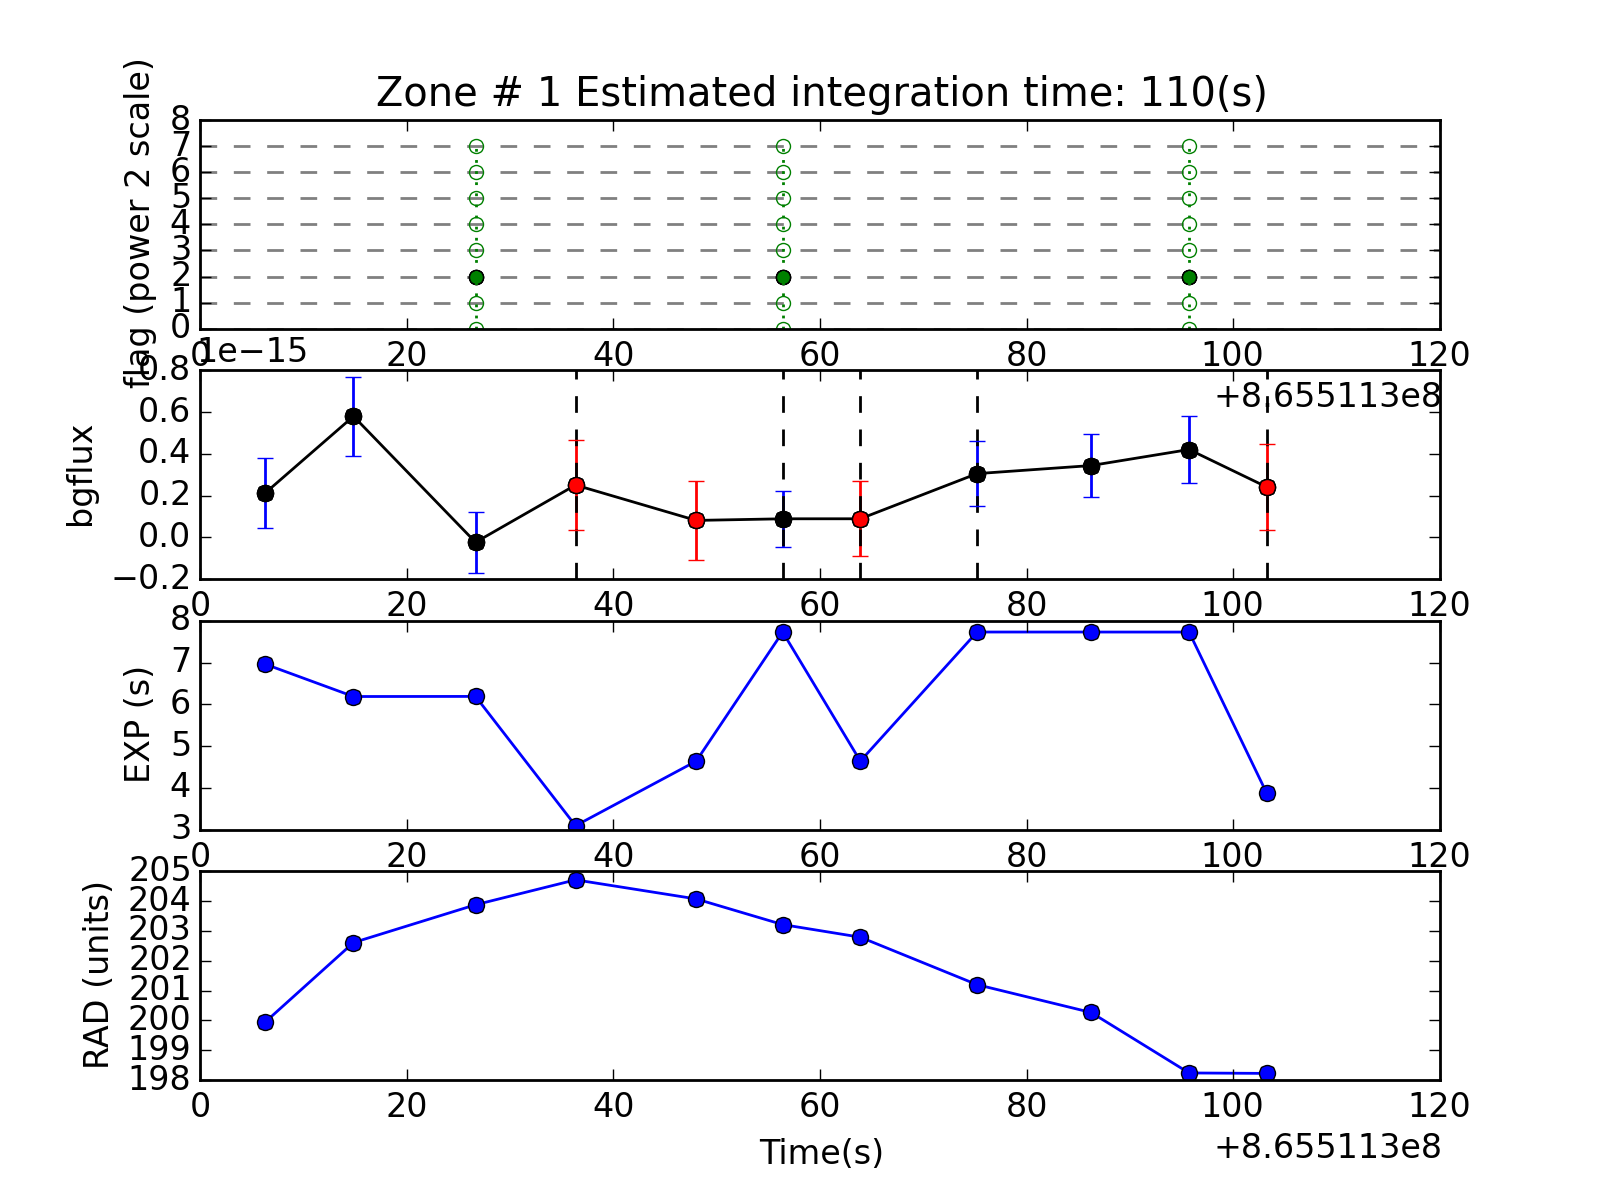 Zone # 1 Estimated integration time: 110(s)
flag (power 2 scale)
8
7
6
5
4
3
2
1
0
0 20 40 60 80 100 120
1e−15
+8.655113e8
bgflux
0.8
0.6
0.4
0.2
0.0
−0.2
0 20 40 60 80 100 120
EXP (s)
8
7
6
5
4
3
0 20 40 60 80 100 120
RAD (units)
205
204
203
202
201
200
199
198
0 20 40 60 80 100 120
Time(s)
+8.655113e8